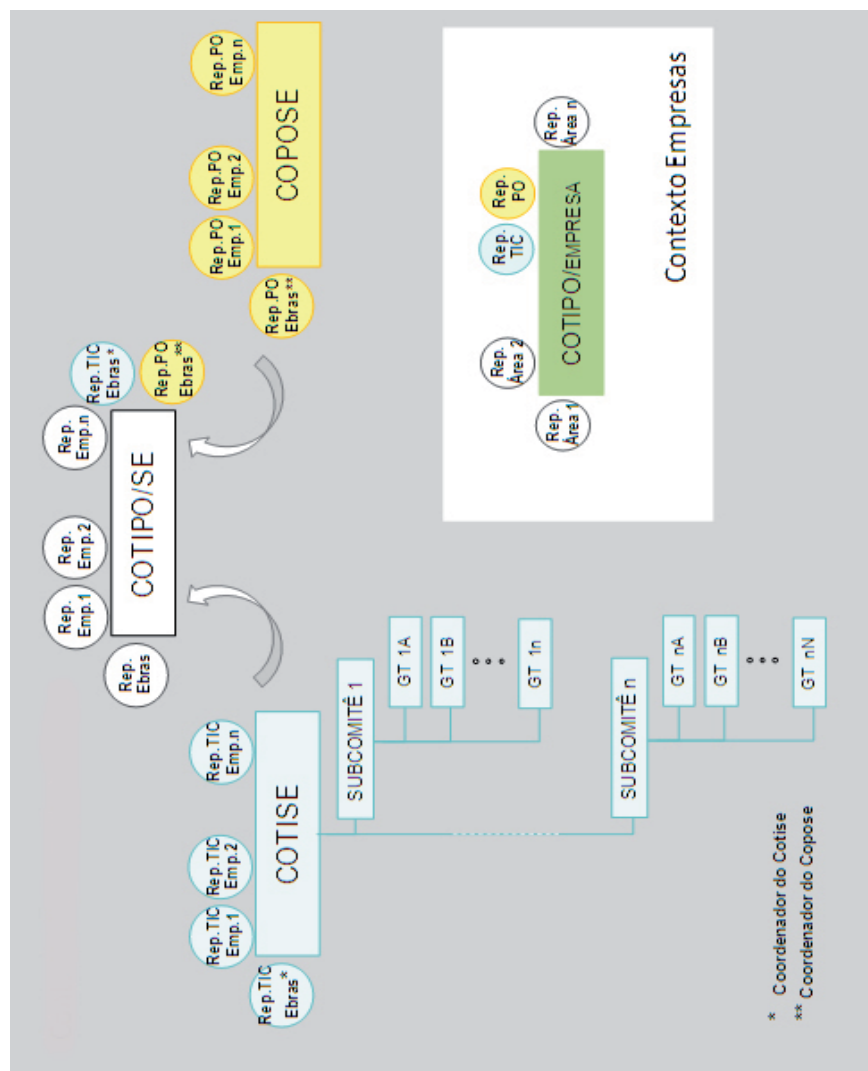 Rep.
Ebras
Rep.
Emp.1
Rep.
Emp.2
Rep.
Emp.n
Rep.TIC
Ebras*
Rep.PO
Ebras**
COTIPO/SE
Rep.TIC
Ebras*
Rep.TIC
Emp.1
Rep.TIC
Emp.2
Rep.TIC
Emp.n
COTISE
Rep.PO
Ebras**
Rep.PO
Emp.1
Rep.PO
Emp.2
Rep.PO
Emp.n
COPOSE
SUBCOMITÊ 1
GT 1A
GT 1B
GT 1n
SUBCOMITÊ n
GT nA
GT nB
GT nN
Rep.
Área 1
Rep.
Área 2
Rep.
TIC
Rep.
PO
Rep.
Área n
COTIPO/EMPRESA
Contexto Empresas
* Coordenador do Cotise
** Coordenador do Copose